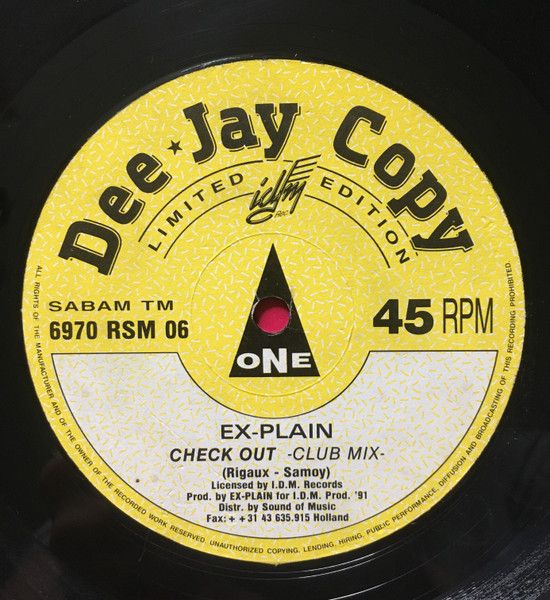 Dee★Jay Copy
LIMITED EDITION
idm
Rec.
SABAM TM
6970 RSM 06
45 RPM
ONE
EX-PLAIN
CHECK OUT -CLUB MIX-
(Rigaux - Samoy)
Licensed by I.D.M. Records
Prod. by EX-PLAIN for I.D.M. Prod. '91
Distr. by Sound of Music
Fax: + +31 43 635.915 Holland
ALL RIGHTS OF THE MANUFACTURER AND OF THE OWNER OF THE RECORDED WORK RESERVED. UNAUTHORIZED COPYING, LENDING, HIRING, PUBLIC PERFORMANCE, DIFFUSION AND BROADCASTING OF THIS RECORDING PROHIBITED.